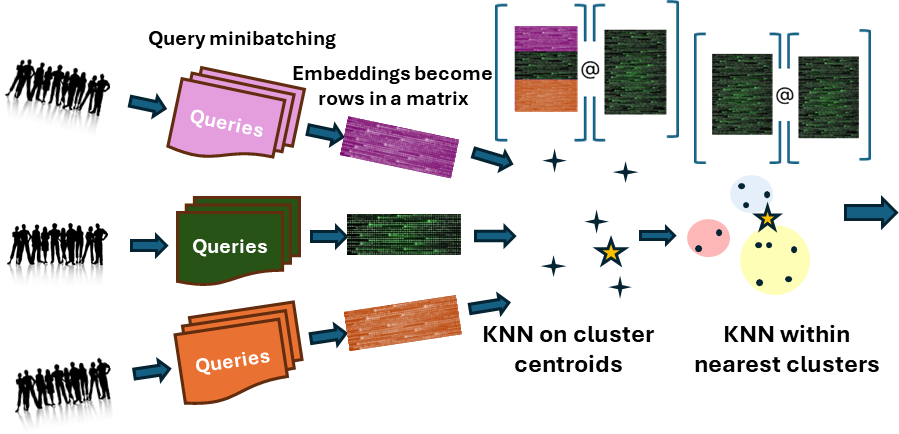 Query minibatching
Embeddings become
rows in a matrix
@
@
Queries
Queries
Queries
KNN on cluster
centroids
KNN within
nearest clusters